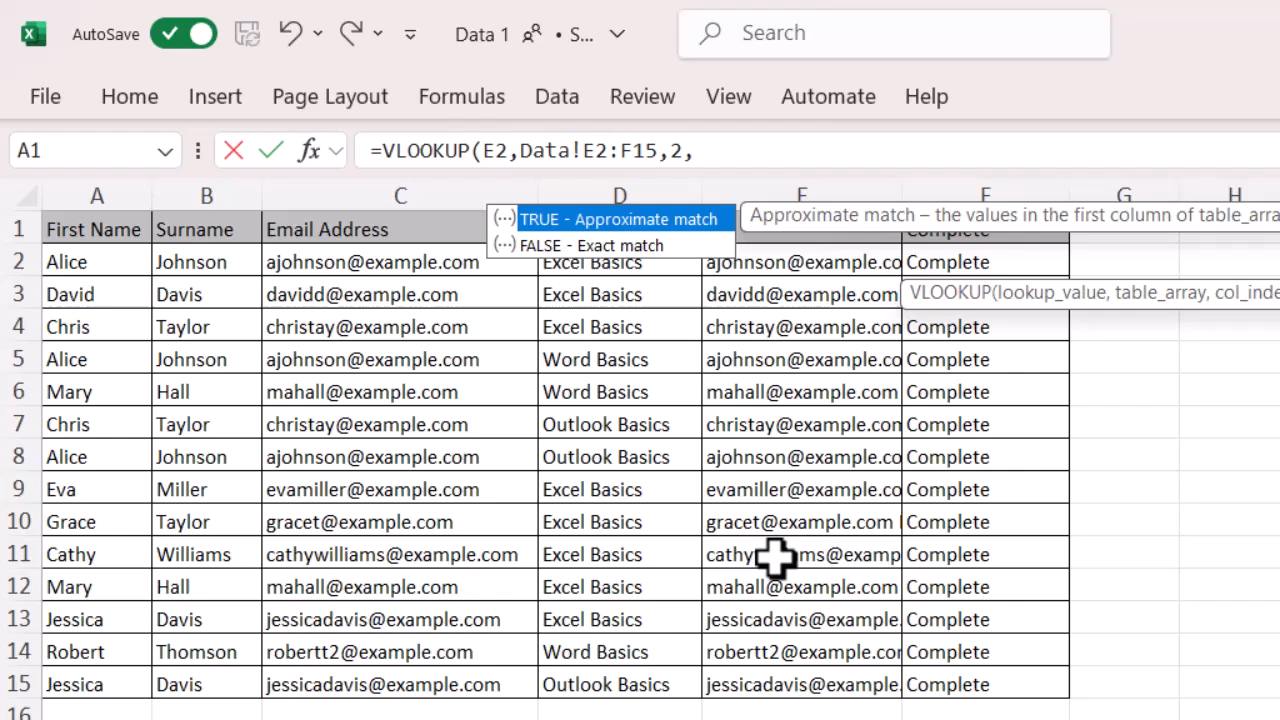 AutoSave Data 1 • S... Search
File Home Insert Page Layout Formulas Data Review View Automate Help
A1 fx =VLOOKUP(E2,Data!E2:F15,2,
A B C D E F G H
1 First Name Surname Email Address Complete
(...) TRUE - Approximate match
Approximate match – the values in the first column of table_arra
(...) FALSE - Exact match
2 Alice Johnson ajohnson@example.com Excel Basics ajohnson@example.co Complete
3 David Davis davidd@example.com Excel Basics davidd@example.com
VLOOKUP(lookup_value, table_array, col_inde
4 Chris Taylor christay@example.com Excel Basics christay@example.com Complete
5 Alice Johnson ajohnson@example.com Word Basics ajohnson@example.co Complete
6 Mary Hall mahall@example.com Word Basics mahall@example.com Complete
7 Chris Taylor christay@example.com Outlook Basics christay@example.com Complete
8 Alice Johnson ajohnson@example.com Outlook Basics ajohnson@example.co Complete
9 Eva Miller evamiller@example.com Excel Basics evamiller@example.co Complete
10 Grace Taylor gracet@example.com Excel Basics gracet@example.com Complete
11 Cathy Williams cathywilliams@example.com Excel Basics Complete
12 Mary Hall mahall@example.com Excel Basics mahall@example.com Complete
13 Jessica Davis jessicadavis@example.com Excel Basics jessicadavis@example. Complete
14 Robert Thomson robertt2@example.com Word Basics robertt2@example.cor Complete
15 Jessica Davis jessicadavis@example.com Outlook Basics jessicadavis@example. Complete
16